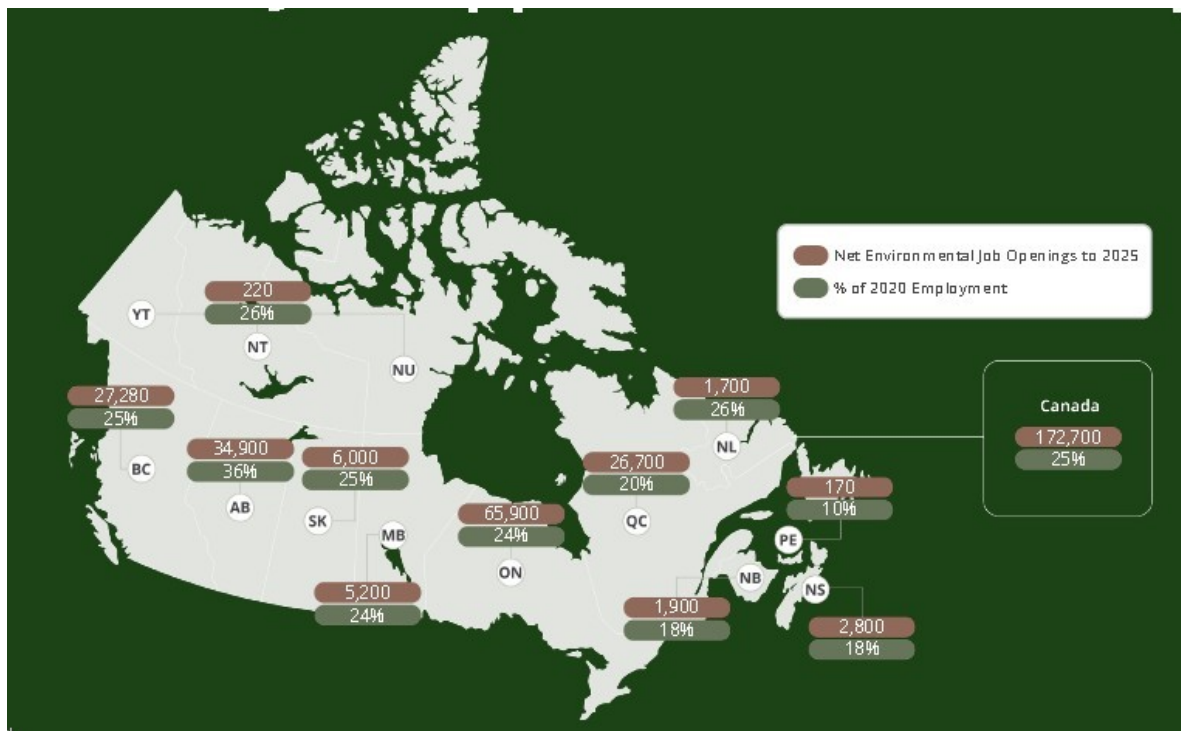 Net Environmental Job Openings to 2025
% of 2020 Employment
220
26%
YT
NT
NU
27,280
25%
BC
34,900
36%
AB
6,000
25%
SK
MB
5,200
24%
65,900
24%
ON
26,700
20%
QC
1,700
26%
NL
170
10%
PE
NB
1,900
18%
NS
2,800
18%
Canada
172,700
25%